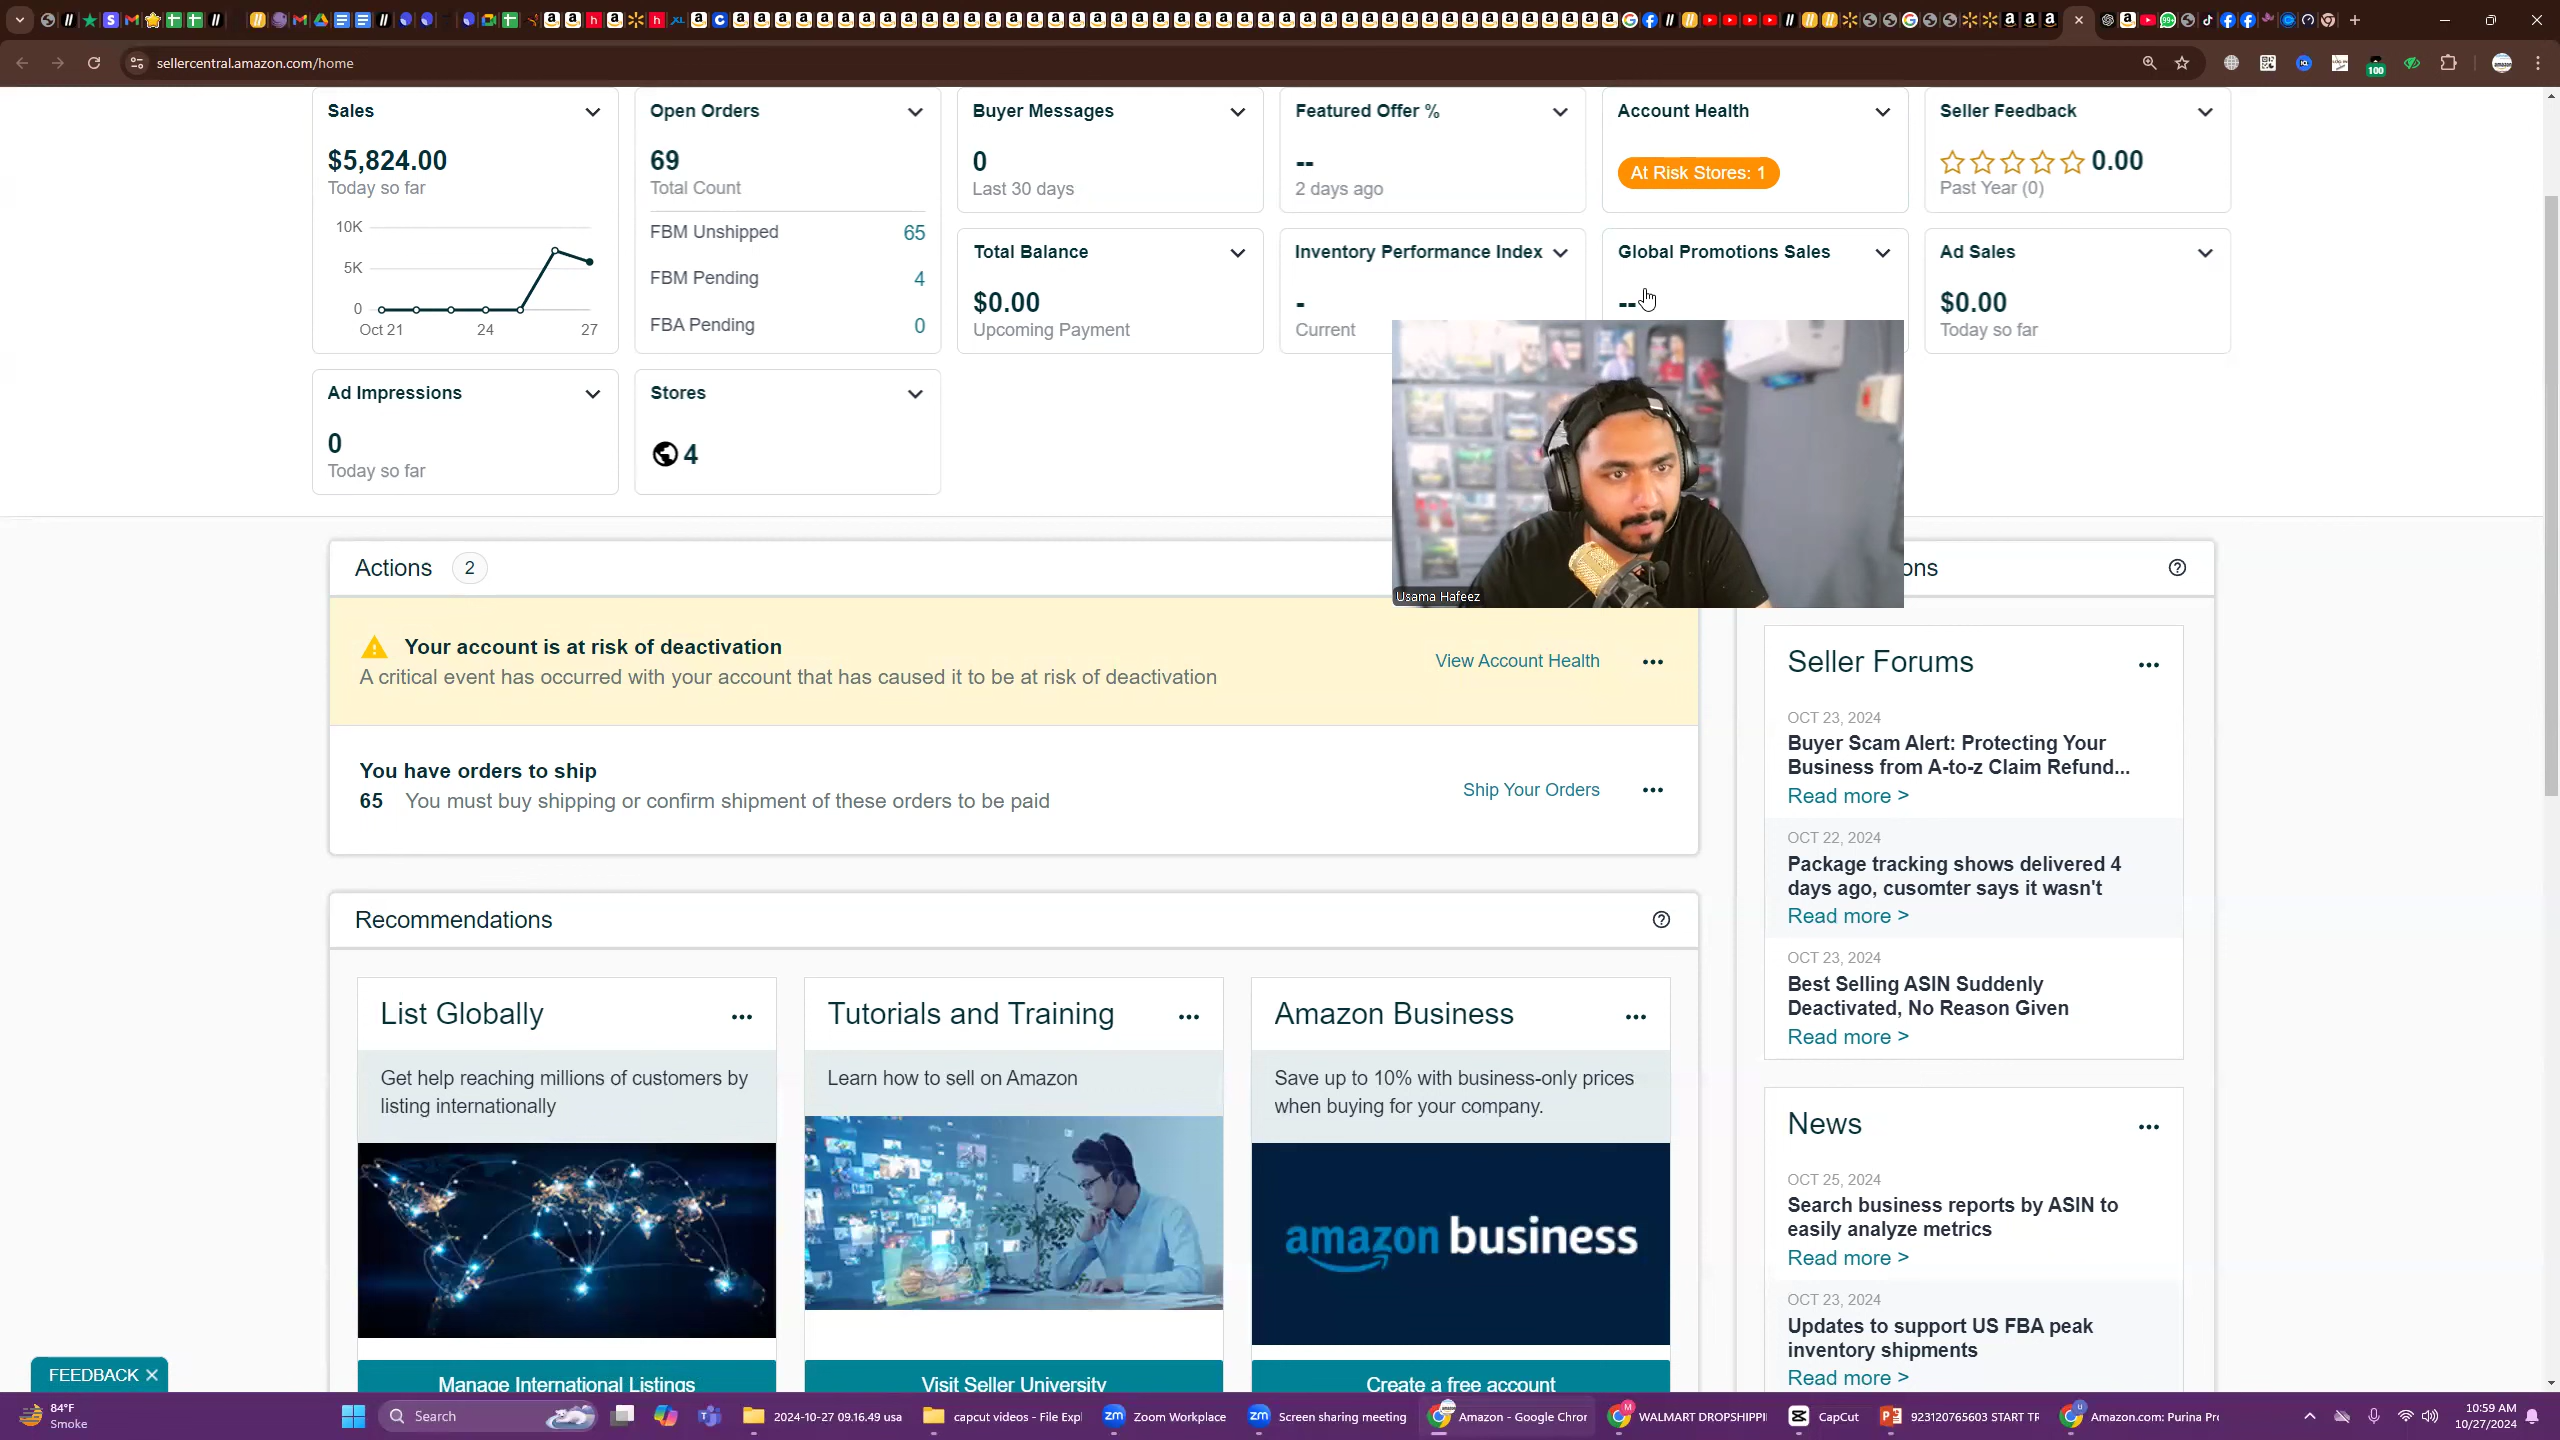 sellercentral.amazon.com/home
100
Sales
$5,824.00
Today so far
10K
5K
0
Oct 21
24
27
Open Orders
69
Total Count
FBM Unshipped 65
FBM Pending 4
FBA Pending 0
Buyer Messages
0
Last 30 days
Featured Offer %
--
2 days ago
Account Health
At Risk Stores: 1
Seller Feedback
0.00
Past Year (0)
Total Balance
$0.00
Upcoming Payment
Inventory Performance Index
-
Current
Global Promotions Sales
--
Ad Sales
$0.00
Today so far
Ad Impressions
0
Today so far
Stores
4
Usama Hafeez
Actions 2
Your account is at risk of deactivation
A critical event has occurred with your account that has caused it to be at risk of deactivation
View Account Health
You have orders to ship
65 You must buy shipping or confirm shipment of these orders to be paid
Ship Your Orders
Recommendations
List Globally
Get help reaching millions of customers by
listing internationally
Manage International Listings
Tutorials and Training
Learn how to sell on Amazon
Visit Seller University
Amazon Business
Save up to 10% with business-only prices
when buying for your company.
amazon business
Create a free account
ons
Seller Forums
OCT 23, 2024
Buyer Scam Alert: Protecting Your
Business from A-to-z Claim Refund...
Read more >
OCT 22, 2024
Package tracking shows delivered 4
days ago, cusomter says it wasn't
Read more >
OCT 23, 2024
Best Selling ASIN Suddenly
Deactivated, No Reason Given
Read more >
News
OCT 25, 2024
Search business reports by ASIN to
easily analyze metrics
Read more >
OCT 23, 2024
Updates to support US FBA peak
inventory shipments
Read more >
FEEDBACK
84°F
Smoke
Search
2024-10-27 09.16.49 usa
capcut videos - File Expl
Zoom Workplace
Screen sharing meeting
Amazon - Google Chror
WALMART DROPSHIPPI
CapCut
923120765603 START TR
Amazon.com: Purina Pr
10:59 AM
10/27/2024